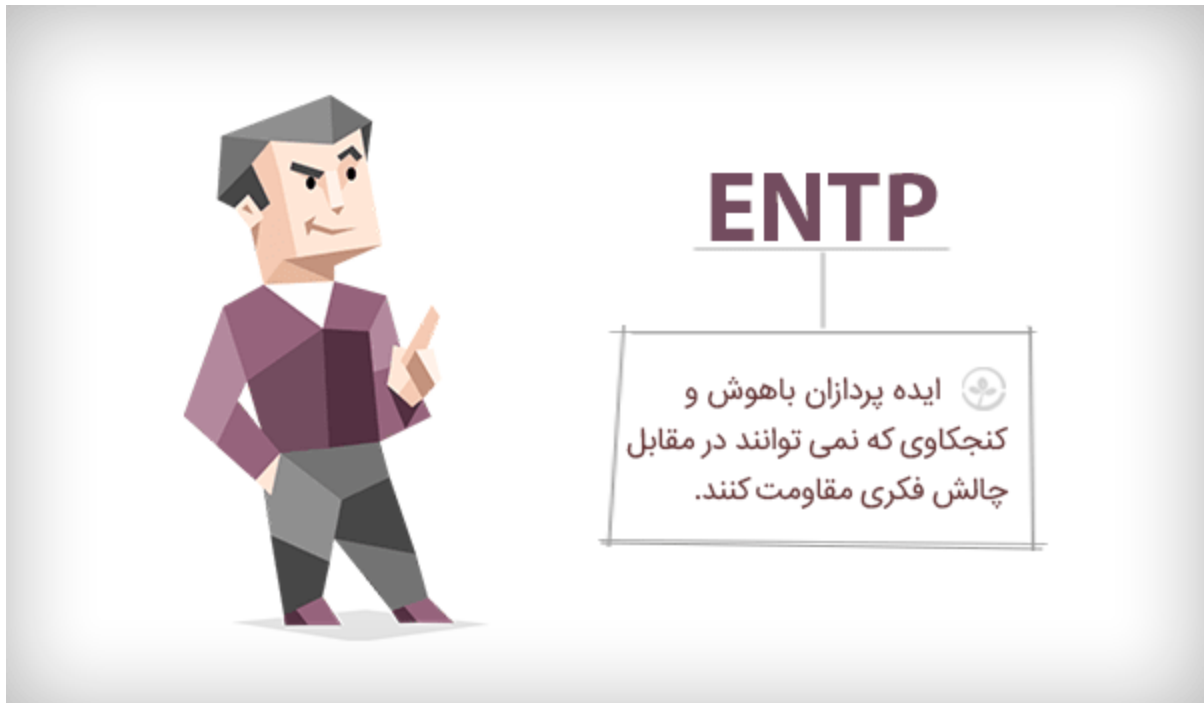 ENTP
ایده پردازان باهوش و
کنجکاوی که نمی توانند در مقابل
چالش فکری مقاومت کنند.